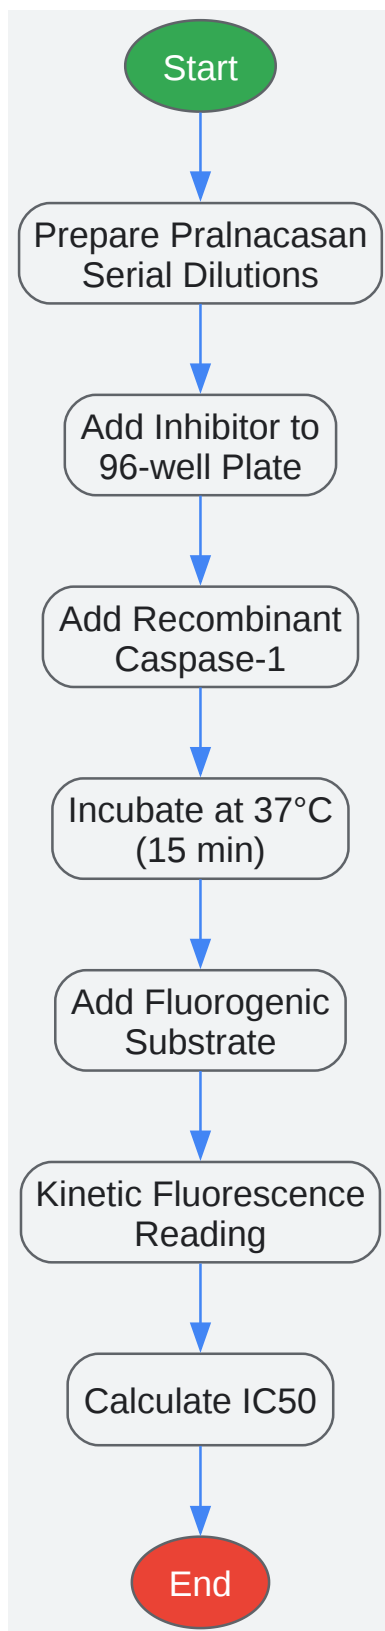 Start
Prepare Pralnacasan
Serial Dilutions
Add Inhibitor to
96-well Plate
Add Recombinant
Caspase-1
Incubate at 37°C
(15 min)
Add Fluorogenic
Substrate
Kinetic Fluorescence
Reading
Calculate IC50
End